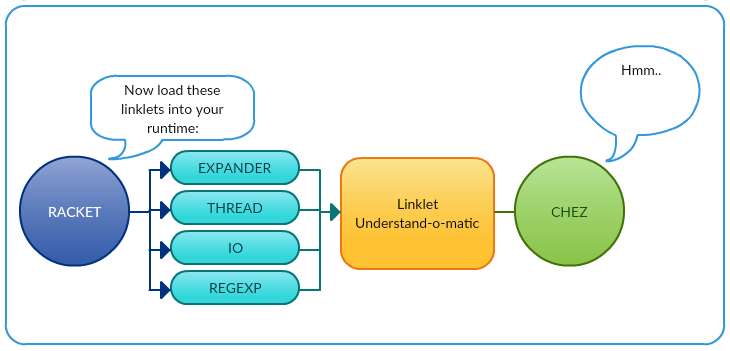 Now load these
linklets into your
runtime:
Hmm..
RACKET
EXPANDER
THREAD
IO
REGEXP
Linklet
Understand-o-matic
CHEZ